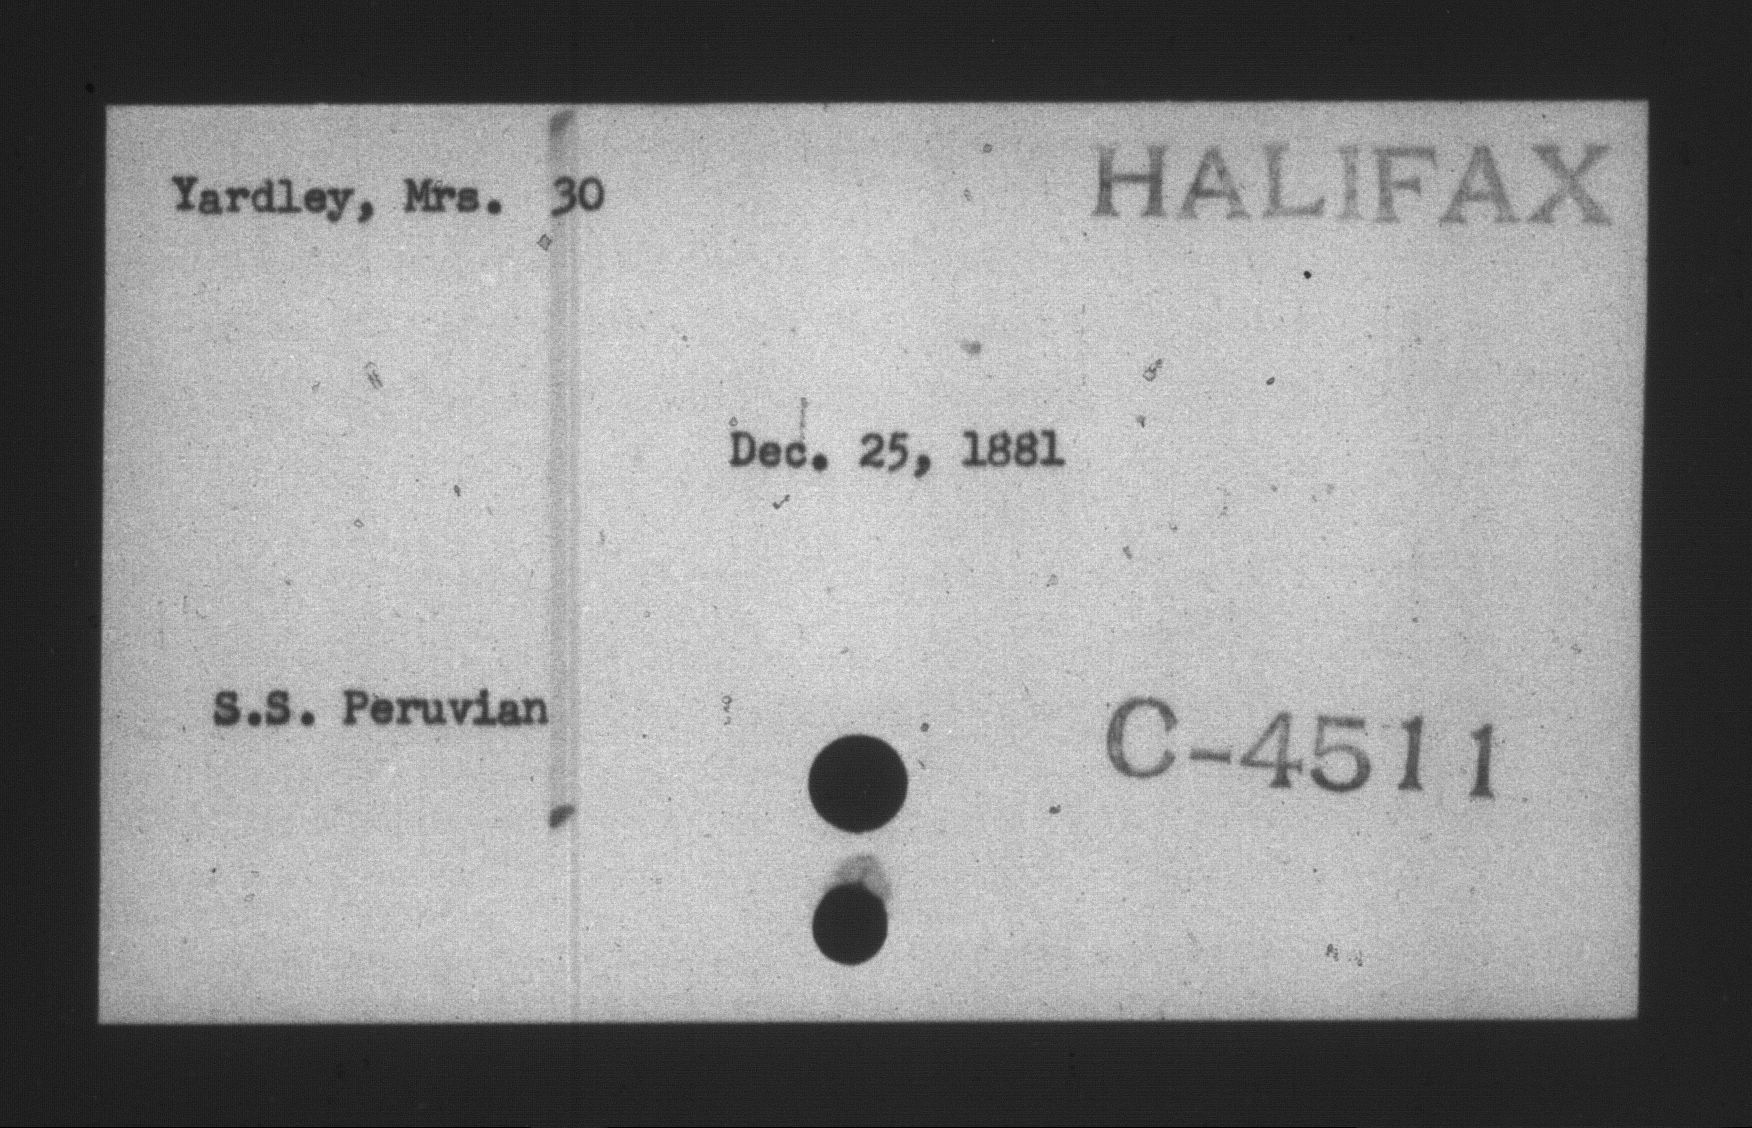 Yardley, Mrs. 30
HALIFAX
Dec. 25, 1881
S.S. Peruvian
C-4511